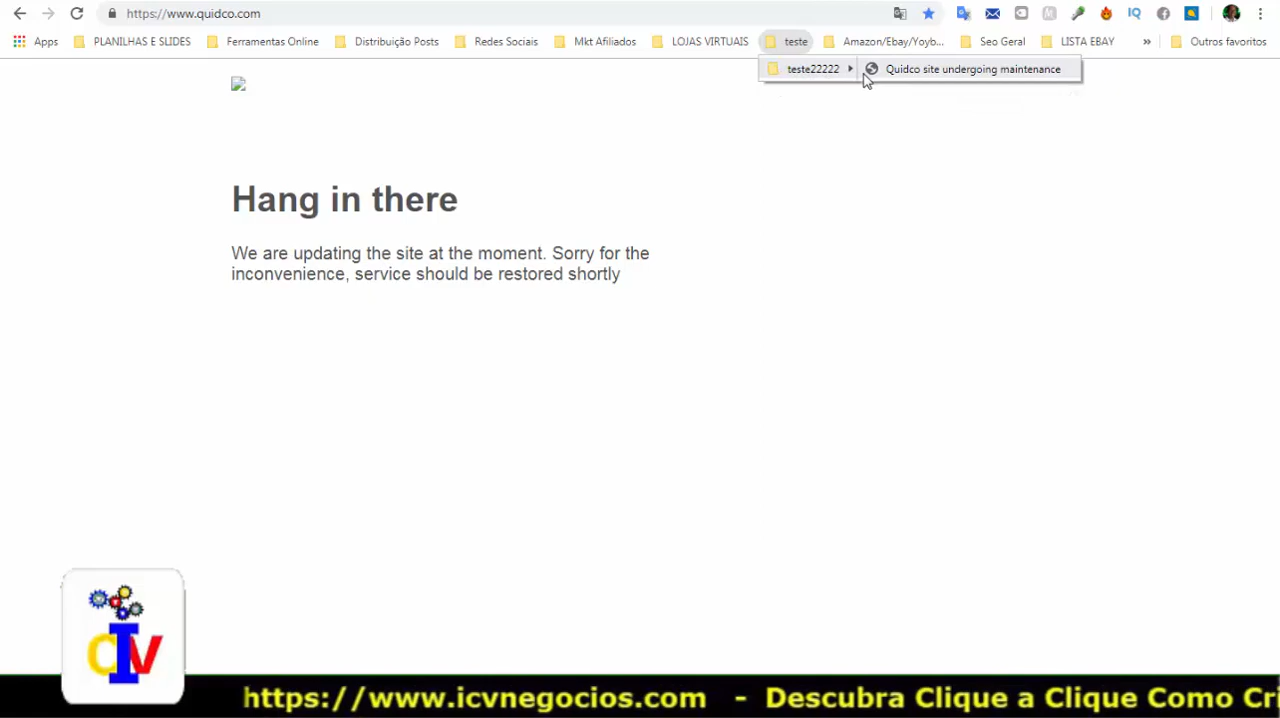 https://www.quidco.com
IQ
Apps PLANILHAS E SLIDES Ferramentas Online Distribuição Posts Redes Sociais Mkt Afiliados LOJAS VIRTUAIS teste Amazon/Ebay/Yoyb... Seo Geral LISTA EBAY » Outros favoritos
teste22222 Quidco site undergoing maintenance
Hang in there
We are updating the site at the moment. Sorry for the
inconvenience, service should be restored shortly
CIV
https://www.icvnegocios.com - Descubra Clique a Clique Como Cri